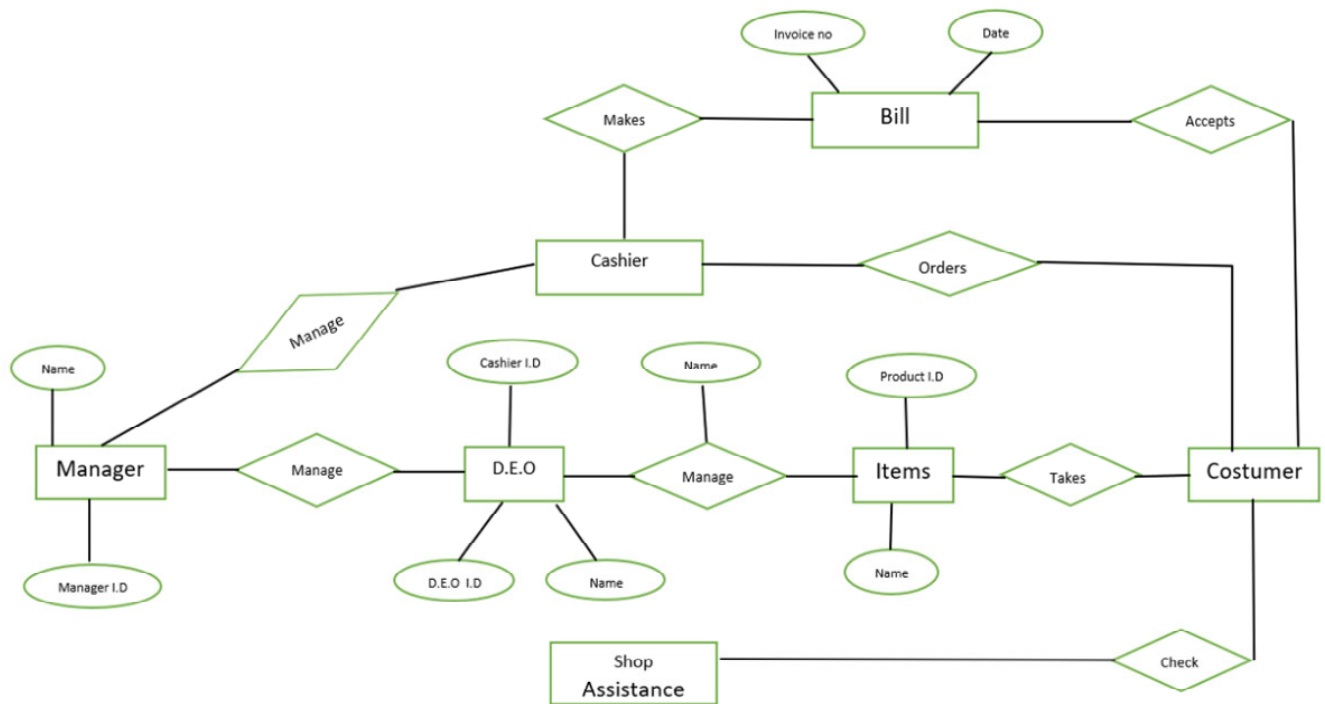 Invoice no
Date
Makes
Bill
Accepts
Cashier
Orders
Manage
Name
Cashier I.D
Name
Product I.D
Manager
Manage
D.E.O
Manage
Items
Takes
Costumer
Manager I.D
D.E.O I.D
Name
Name
Shop
Assistance
Check